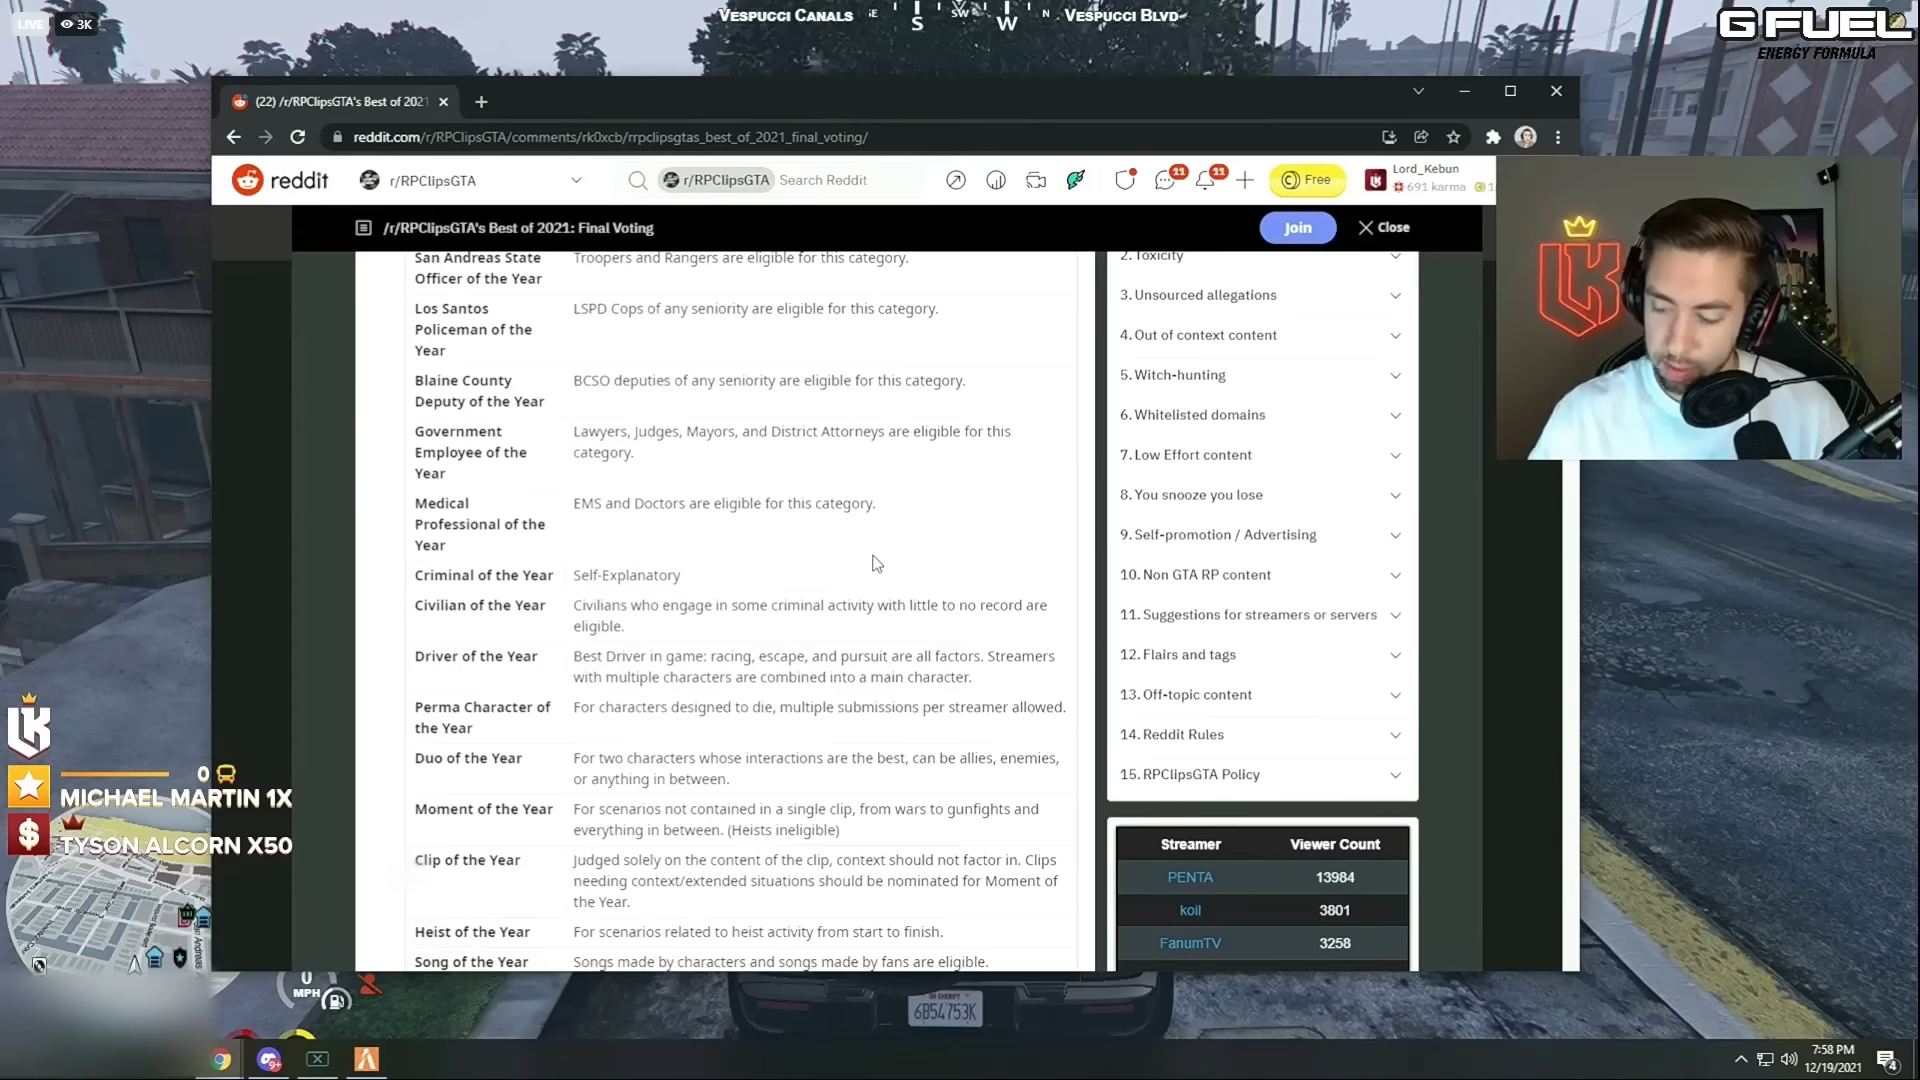 LIVE 3K
VESPUCCI CANALS SE S SW W N VESPUCCI BLVD
G FUEL
ENERGY FORMULA
(22) /r/RPClipsGTA's Best of 2021
reddit.com/r/RPClipsGTA/comments/rk0xcb/rrpclipsgtas_best_of_2021_final_voting/
reddit r/RPClipsGTA r/RPClipsGTA Search Reddit 11 11 Free Lord_Kebun
691 karma
/r/RPClipsGTA's Best of 2021: Final Voting Join Close
San Andreas State Officer of the Year
Troopers and Rangers are eligible for this category.
Los Santos
Policeman of the
Year
LSPD Cops of any seniority are eligible for this category.
Blaine County
Deputy of the Year
BCSO deputies of any seniority are eligible for this category.
Government
Employee of the
Year
Lawyers, Judges, Mayors, and District Attorneys are eligible for this
category.
Medical
Professional of the
Year
EMS and Doctors are eligible for this category.
Criminal of the Year
Self-Explanatory
Civilian of the Year
Civilians who engage in some criminal activity with little to no record are
eligible.
Driver of the Year
Best Driver in game: racing, escape, and pursuit are all factors. Streamers
with multiple characters are combined into a main character.
Perma Character of
the Year
For characters designed to die, multiple submissions per streamer allowed.
Duo of the Year
For two characters whose interactions are the best, can be allies, enemies,
or anything in between.
Moment of the Year
For scenarios not contained in a single clip, from wars to gunfights and
everything in between. (Heists ineligible)
Clip of the Year
Judged solely on the content of the clip, context should not factor in. Clips
needing context/extended situations should be nominated for Moment of
the Year.
Heist of the Year
For scenarios related to heist activity from start to finish.
Song of the Year
Songs made by characters and songs made by fans are eligible.
2. Toxicity
3. Unsourced allegations
4. Out of context content
5. Witch-hunting
6. Whitelisted domains
7. Low Effort content
8. You snooze you lose
9. Self-promotion / Advertising
10. Non GTA RP content
11. Suggestions for streamers or servers
12. Flairs and tags
13. Off-topic content
14. Reddit Rules
15. RPClipsGTA Policy
Streamer Viewer Count
PENTA 13984
koil 3801
FanumTV 3258
LK
LK
0
MICHAEL MARTIN 1X
$ TYSON ALCORN X50
0
MPH
6B54753K
9+
7:58 PM
12/19/2021
4